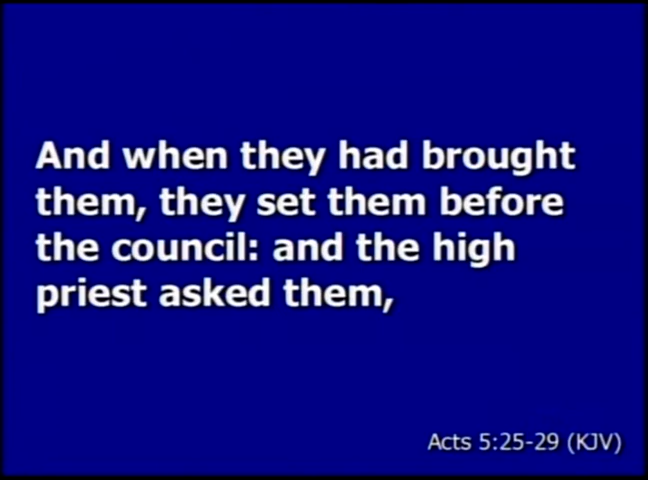 And when they had brought
them, they set them before
the council: and the high
priest asked them,
Acts 5:25-29 (KJV)